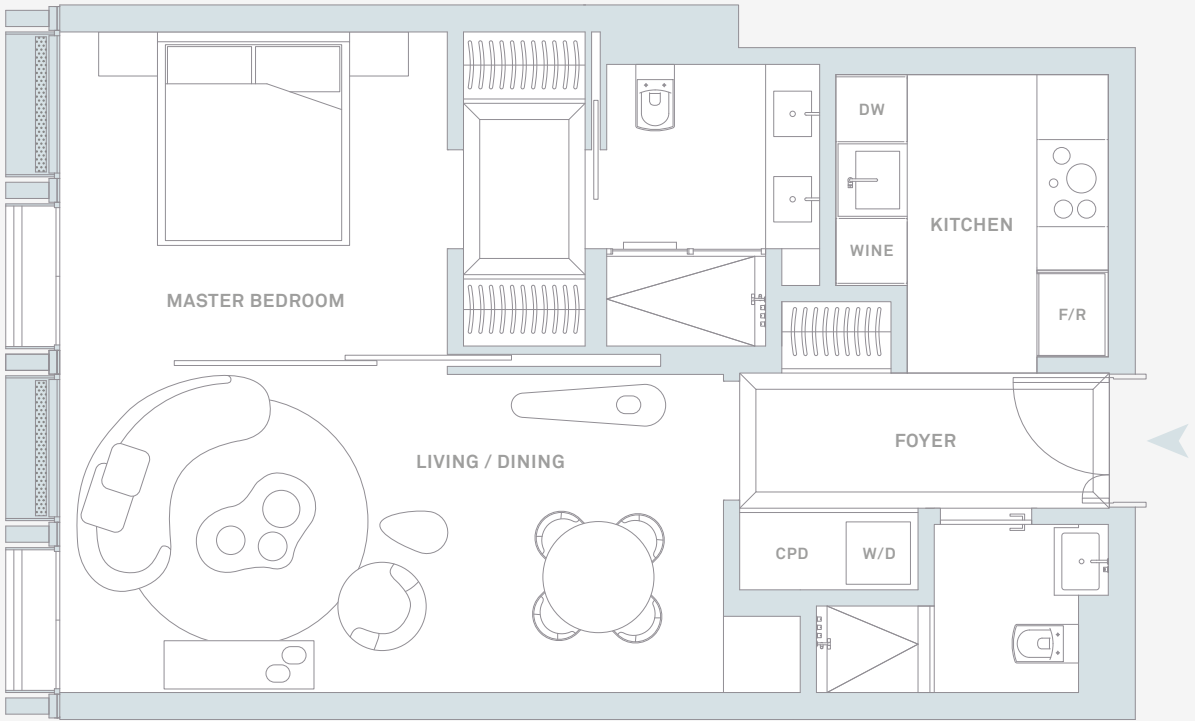 DW
KITCHEN
WINE
MASTER BEDROOM
F/R
FOYER
LIVING / DINING
CPD
W/D